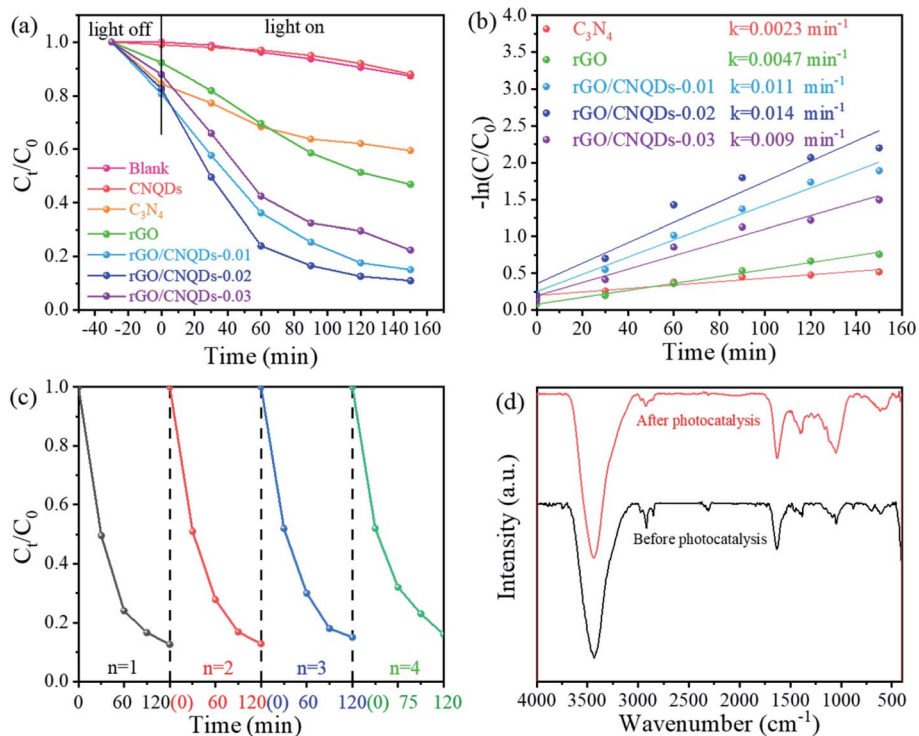 (a)
light off
light on
1.0
0.8
0.6
0.4
0.2
0.0
Cₜ/C₀
Blank
CNQDs
C₃N₄
rGO
rGO/CNQDs-0.01
rGO/CNQDs-0.02
rGO/CNQDs-0.03
-40 -20 0 20 40 60 80 100 120 140 160
Time (min)
(b)
4.0
3.5
3.0
2.5
2.0
1.5
1.0
0.5
0.0
-ln(C/C₀)
C₃N₄ k=0.0023 min⁻¹
rGO k=0.0047 min⁻¹
rGO/CNQDs-0.01 k=0.011 min⁻¹
rGO/CNQDs-0.02 k=0.014 min⁻¹
rGO/CNQDs-0.03 k=0.009 min⁻¹
0 20 40 60 80 100 120 140 160
Time (min)
(c)
1.0
0.8
0.6
0.4
0.2
0.0
Cₜ/C₀
n=1 n=2 n=3 n=4
0 60 120(0) 60 120(0) 60 120(0) 75 120
Time (min)
(d)
After photocatalysis
Before photocatalysis
Intensity (a.u.)
4000 3500 3000 2500 2000 1500 1000 500 0
Wavenumber (cm⁻¹)